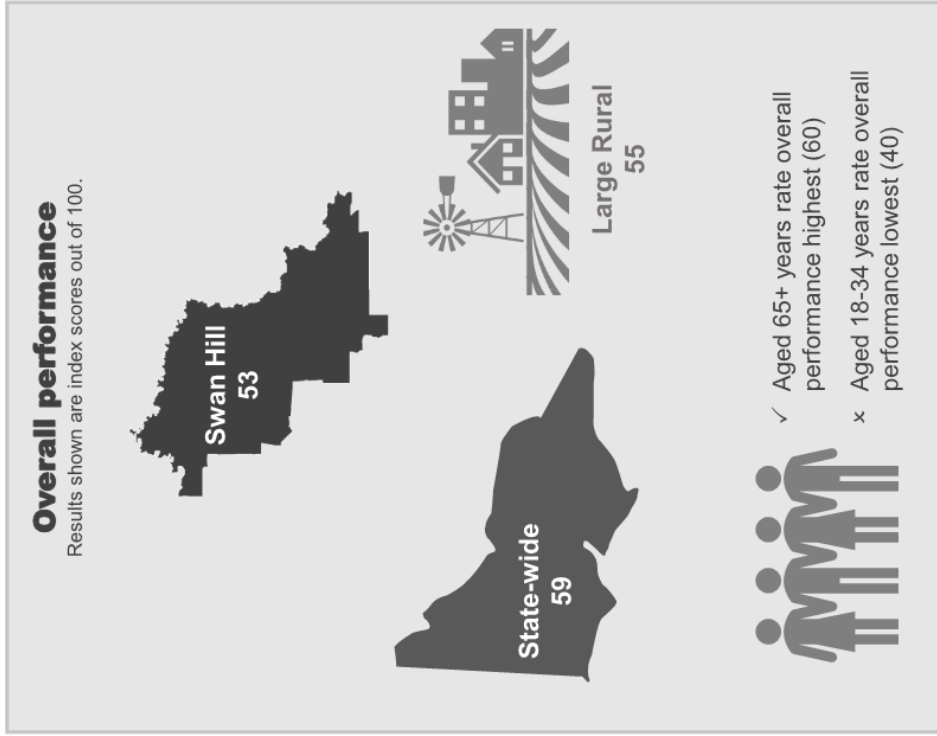 Overall performance
Results shown are index scores out of 100.
Swan Hill
53
State-wide
59
Large Rural
55
✓ Aged 65+ years rate overall
performance highest (60)
× Aged 18-34 years rate overall
performance lowest (40)